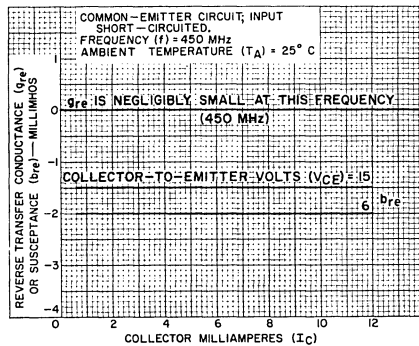 COMMON-EMITTER CIRCUIT; INPUT
SHORT-CIRCUITED.
FREQUENCY (f) = 450 MHz
AMBIENT TEMPERATURE (TA) = 25° C
REVERSE TRANSFER CONDUCTANCE (gre)
OR SUSCEPTANCE (bre)—MILLIMHOS
1
gre IS NEGLIGIBLY SMALL AT THIS FREQUENCY
0
(450 MHz)
-1
COLLECTOR-TO-EMITTER VOLTS (VCE) = 15
6 bre
-2
-3
-4
0 2 4 6 8 10 12 14
COLLECTOR MILLIAMPERES (IC)